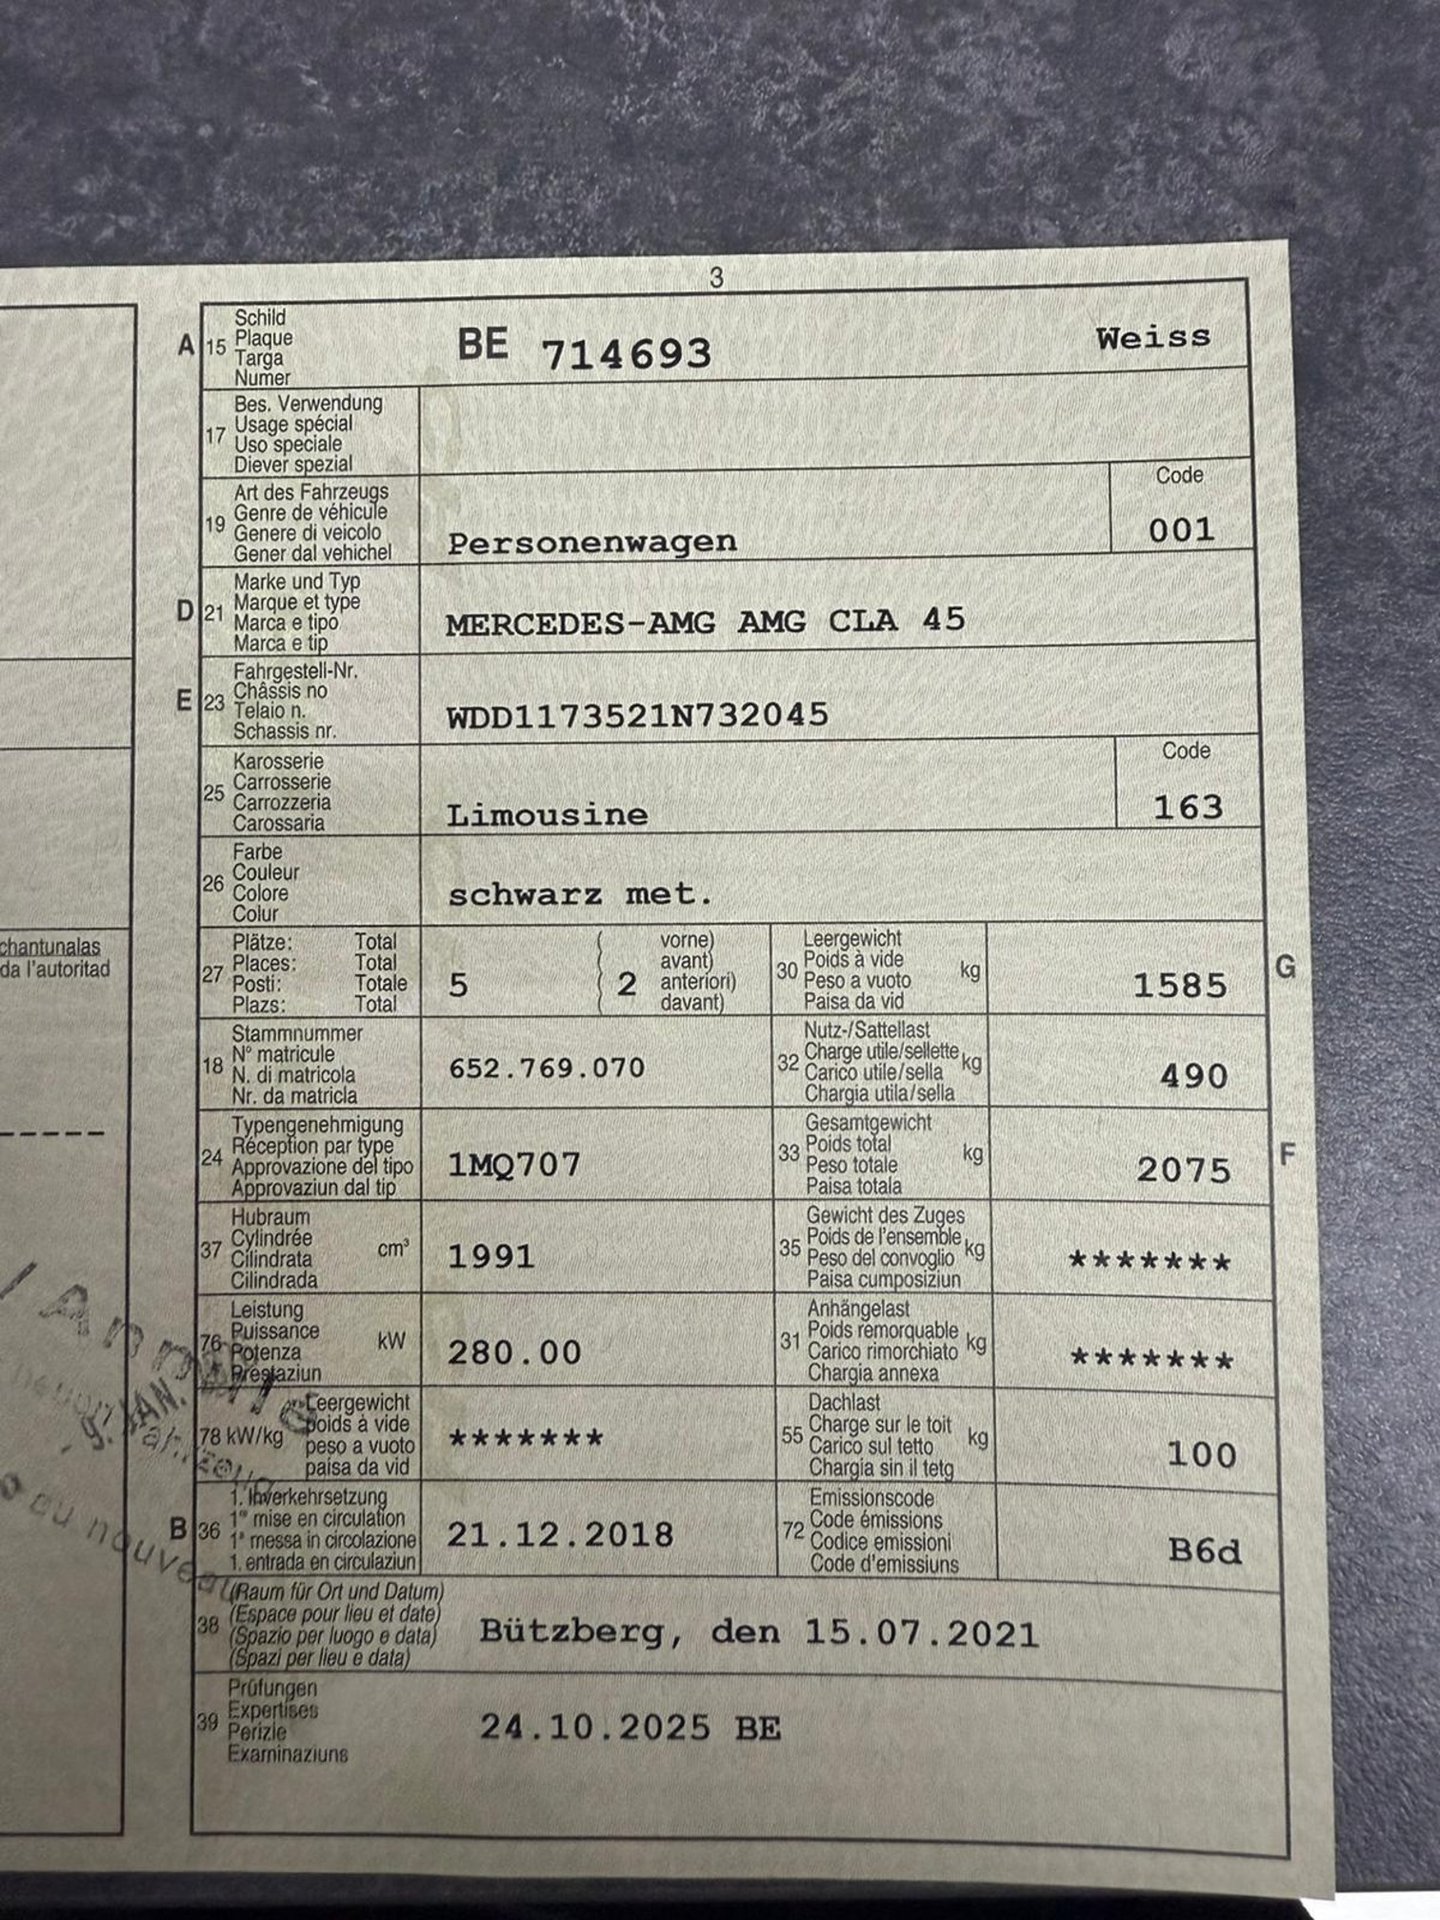 3
A 15 Schild
Plaque
Targa
Numer
BE 714693 Weiss
17 Bes. Verwendung
Usage spécial
Uso speciale
Diever spezial
19 Art des Fahrzeugs
Genre de véhicule
Genere di veicolo
Gener dal vehichel
Personenwagen
Code
001
D 21 Marke und Typ
Marque et type
Marca e tipo
Marca e tip
MERCEDES-AMG AMG CLA 45
E 23 Fahrgestell-Nr.
Châssis no
Telaio n.
Schassis nr.
WDD1173521N732045
25 Karosserie
Carrosserie
Carrozzeria
Carossaria
Limousine
Code
163
26 Farbe
Couleur
Colore
Colur
schwarz met.
chantunalas
da l'autoritad
27 Plätze: Total
Places: Total
Posti: Totale
Plazs: Total
5 ( 2 vorne)
avant)
anteriori)
davant)
30 Leergewicht
Poids à vide
Peso a vuoto
Paisa da vid
kg
1585
G
18 Stammnummer
N° matricule
N. di matricola
Nr. da matricla
652.769.070
32 Nutz-/Sattellast
Charge utile/sellette
Carico utile/sella
Chargia utila/sella
kg
490
24 Typengenehmigung
Réception par type
Approvazione del tipo
Approvaziun dal tip
1MQ707
33 Gesamtgewicht
Poids total
Peso totale
Paisa totala
kg
2075
F
37 Hubraum
Cylindrée
Cilindrata
Cilindrada
cm³
1991
35 Gewicht des Zuges
Poids de l'ensemble
Peso del convoglio
Paisa cumposiziun
kg
*******
76 Leistung
Puissance
Potenza
Prestaziun
kW
280.00
31 Anhängelast
Poids remorquable
Carico rimorchiato
Chargia annexa
kg
*******
78 kW/kg Leergewicht
poids à vide
peso a vuoto
paisa da vid
*******
55 Dachlast
Charge sur le toit
Carico sul tetto
Chargia sin il tetg
kg
100
B 36 1. Inverkehrsetzung
1re mise en circulation
1a messa in circolazione
1. entrada en circulaziun
21.12.2018
72 Emissionscode
Code émissions
Codice emissioni
Code d'emissiuns
B6d
38 (Raum für Ort und Datum)
(Espace pour lieu et date)
(Spazio per luogo e data)
(Spazi per lieu e data)
Bützberg, den 15.07.2021
39 Prüfungen
Expertises
Perizie
Examinaziuns
24.10.2025 BE
JAN.
du nouveau